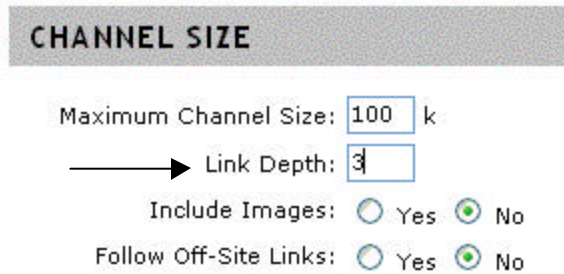 CHANNEL SIZE
Maximum Channel Size: 100 k
Link Depth: 3
Include Images: Yes No
Follow Off-Site Links: Yes No